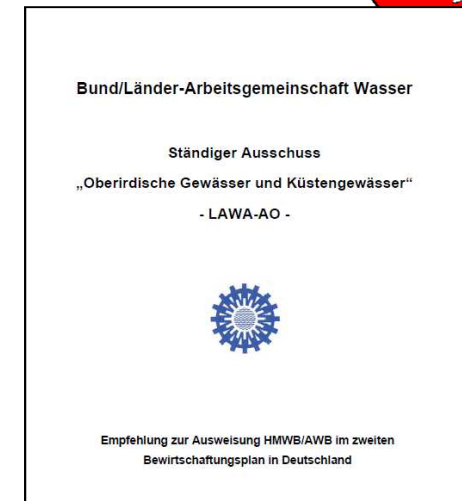 Bund/Länder-Arbeitsgemeinschaft Wasser
Ständiger Ausschuss
„Oberirdische Gewässer und Küstengewässer“
- LAWA-AO -
Empfehlung zur Ausweisung HMWB/AWB im zweiten
Bewirtschaftungsplan in Deutschland